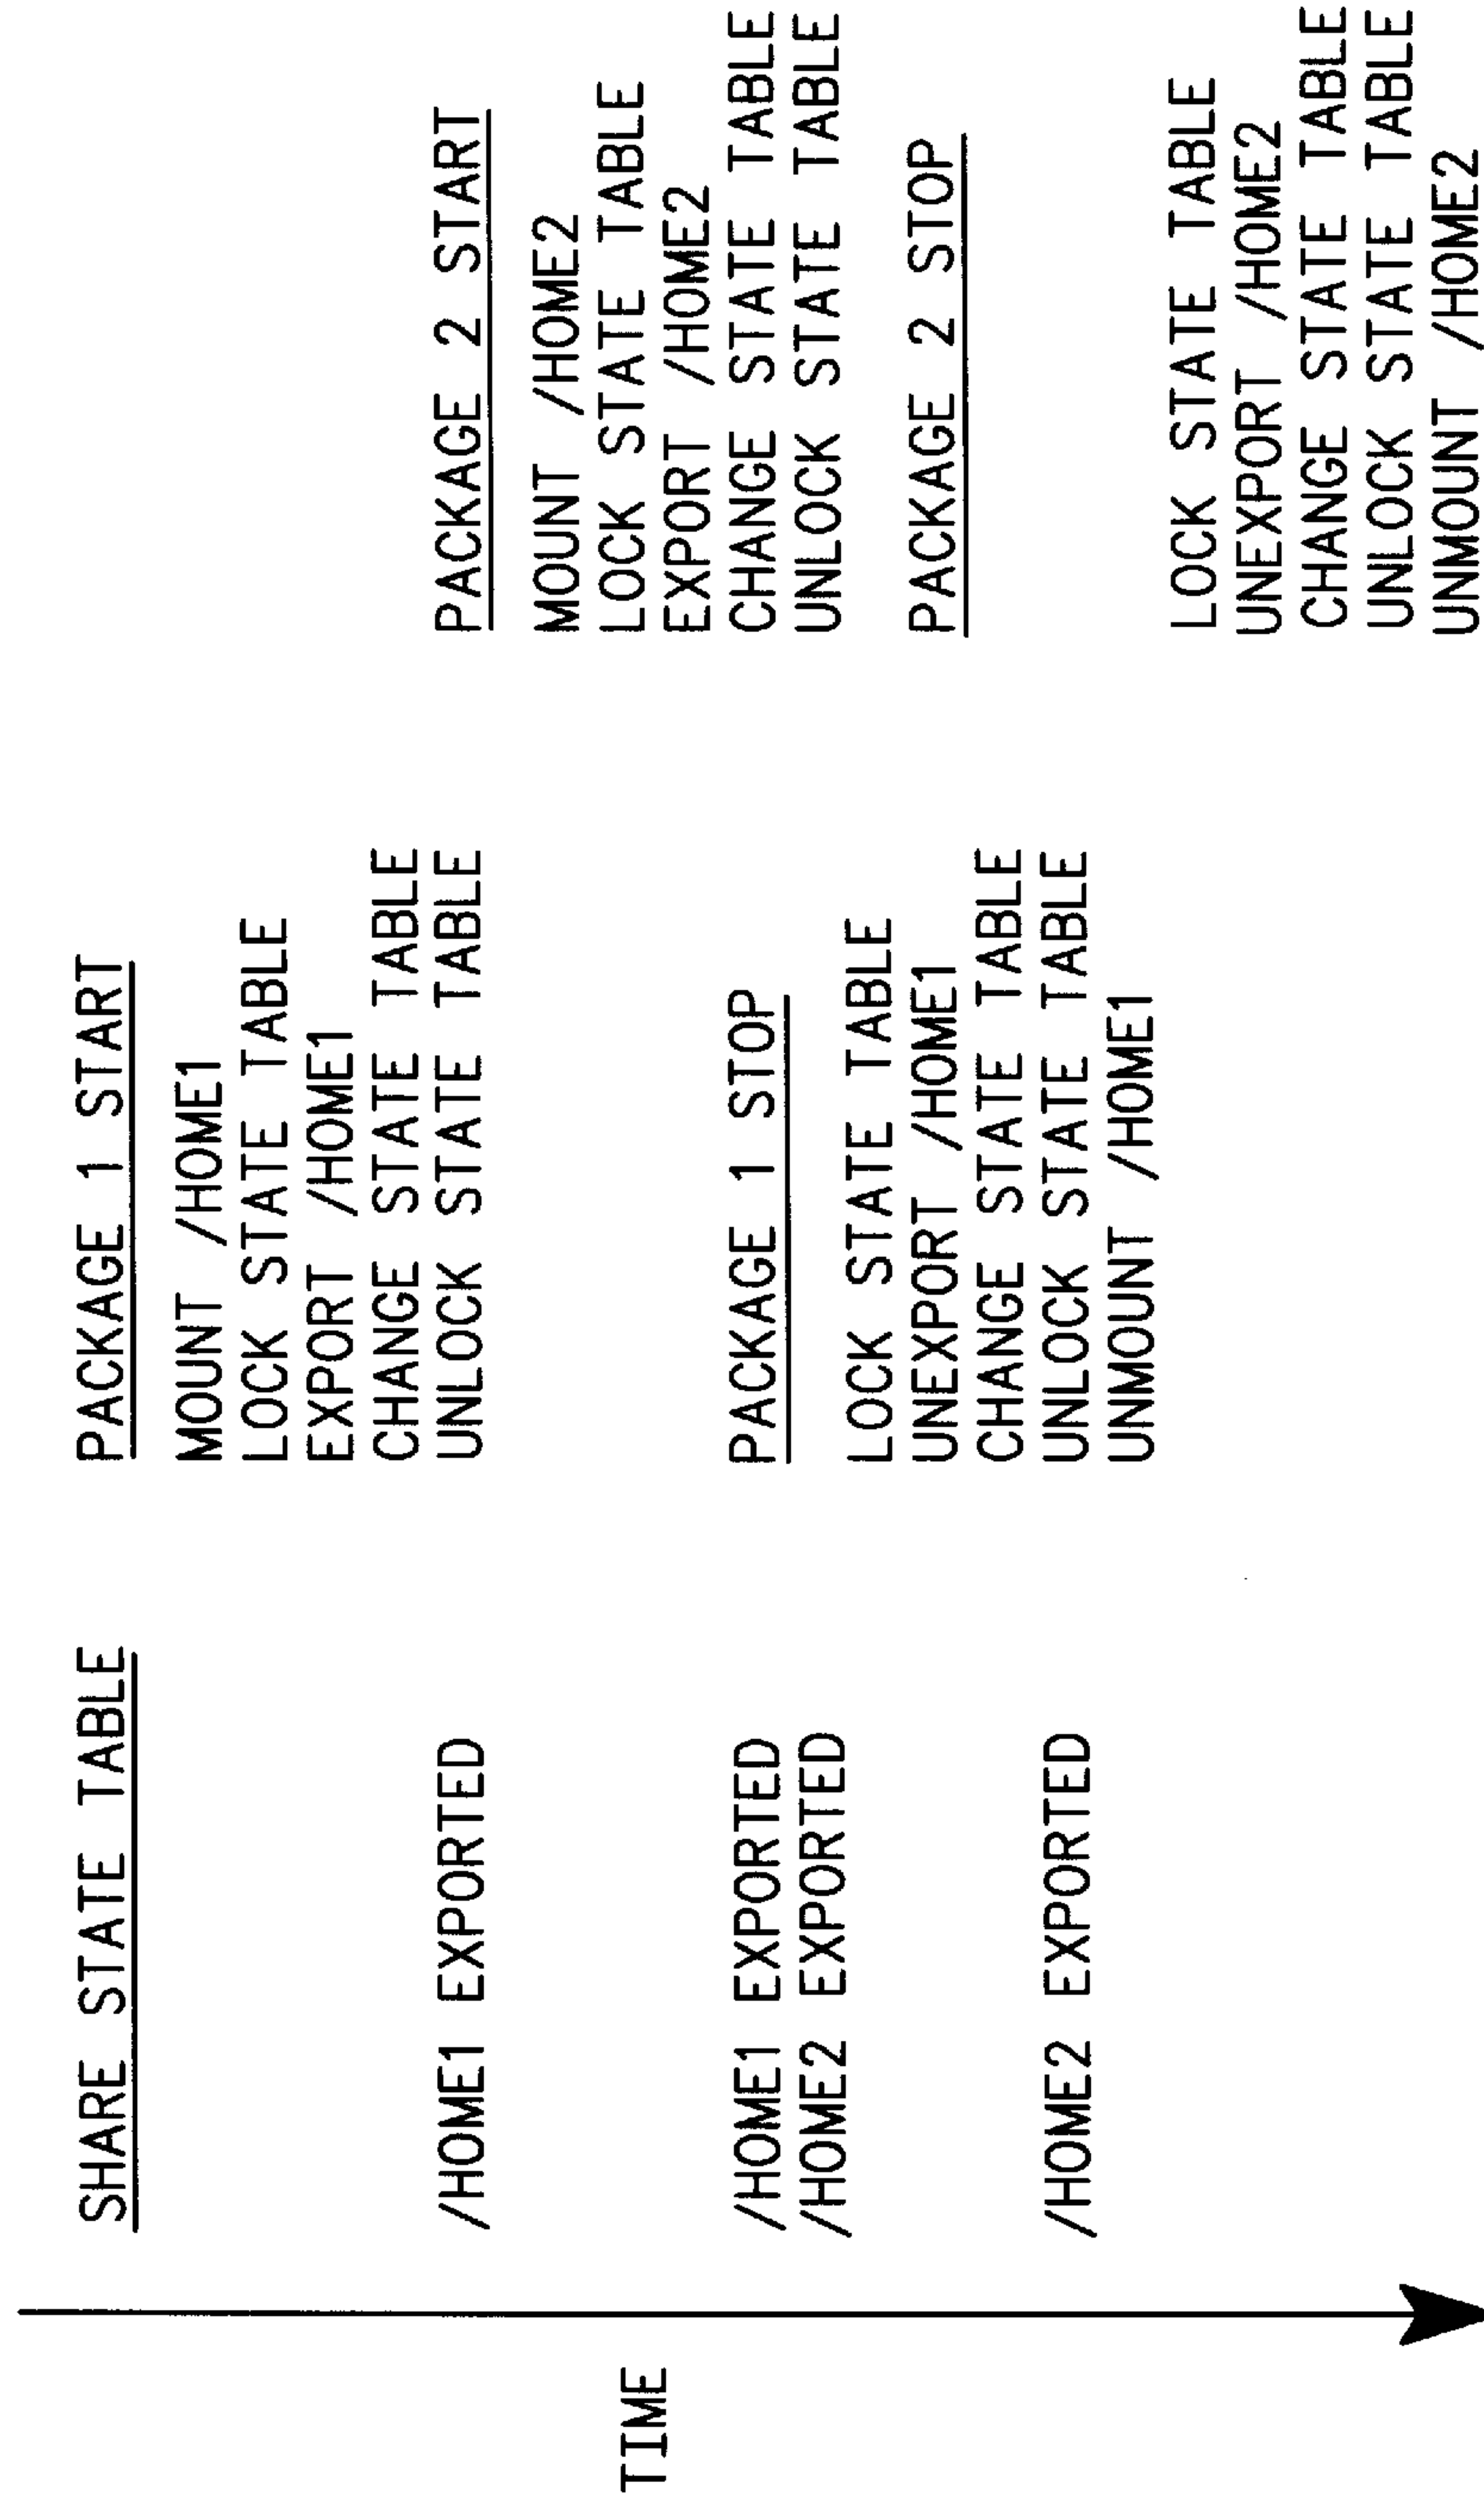 TIME
SHARE STATE TABLE
/HOME1 EXPORTED
/HOME1 EXPORTED
/HOME2 EXPORTED
/HOME2 EXPORTED
PACKAGE 1 START
MOUNT /HOME1
LOCK STATE TABLE
EXPORT /HOME1
CHANGE STATE TABLE
UNLOCK STATE TABLE
PACKAGE 1 STOP
LOCK STATE TABLE
UNEXPORT /HOME1
CHANGE STATE TABLE
UNLOCK STATE TABLE
UNMOUNT /HOME1
PACKAGE 2 START
MOUNT /HOME2
LOCK STATE TABLE
EXPORT /HOME2
CHANGE STATE TABLE
UNLOCK STATE TABLE
PACKAGE 2 STOP
LOCK STATE TABLE
UNEXPORT /HOME2
CHANGE STATE TABLE
UNLOCK STATE TABLE
UNMOUNT /HOME2